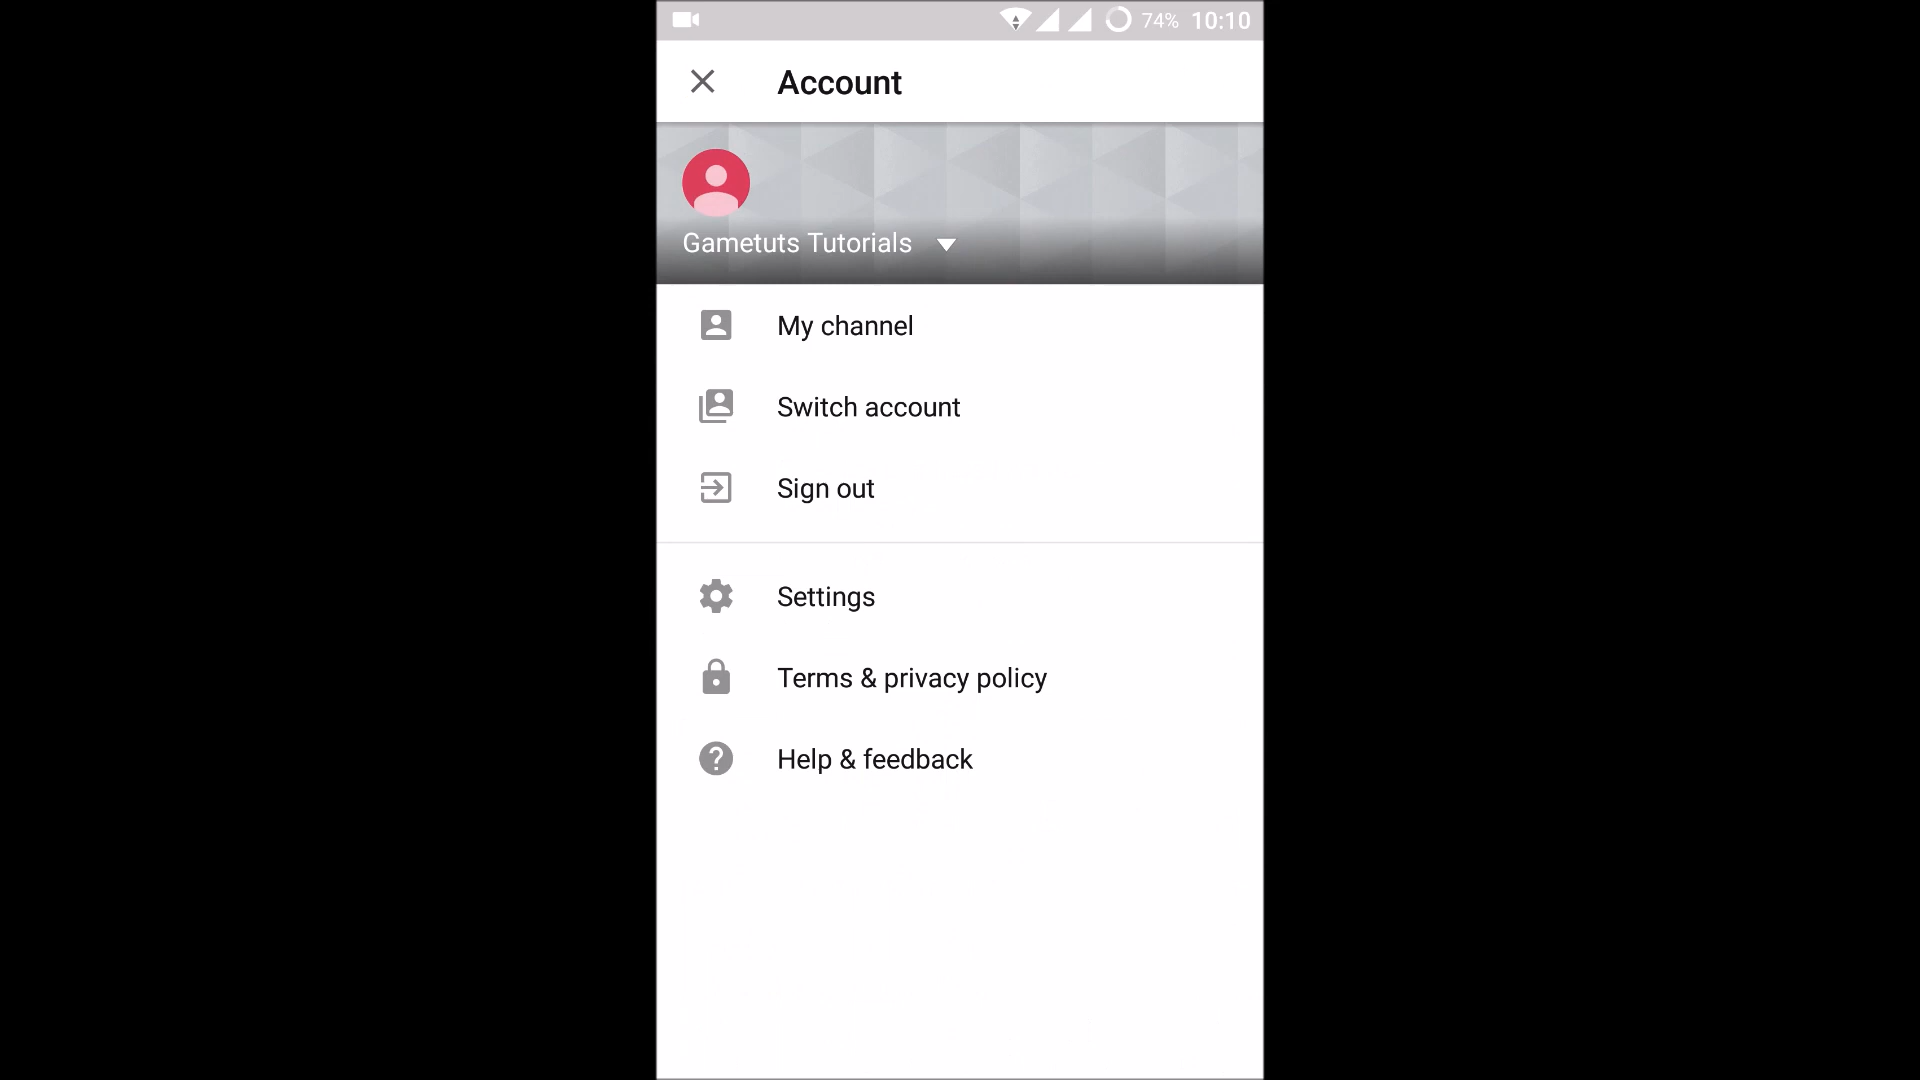 74% 10:10
Account
Gametuts Tutorials
My channel
Switch account
Sign out
Settings
Terms & privacy policy
Help & feedback